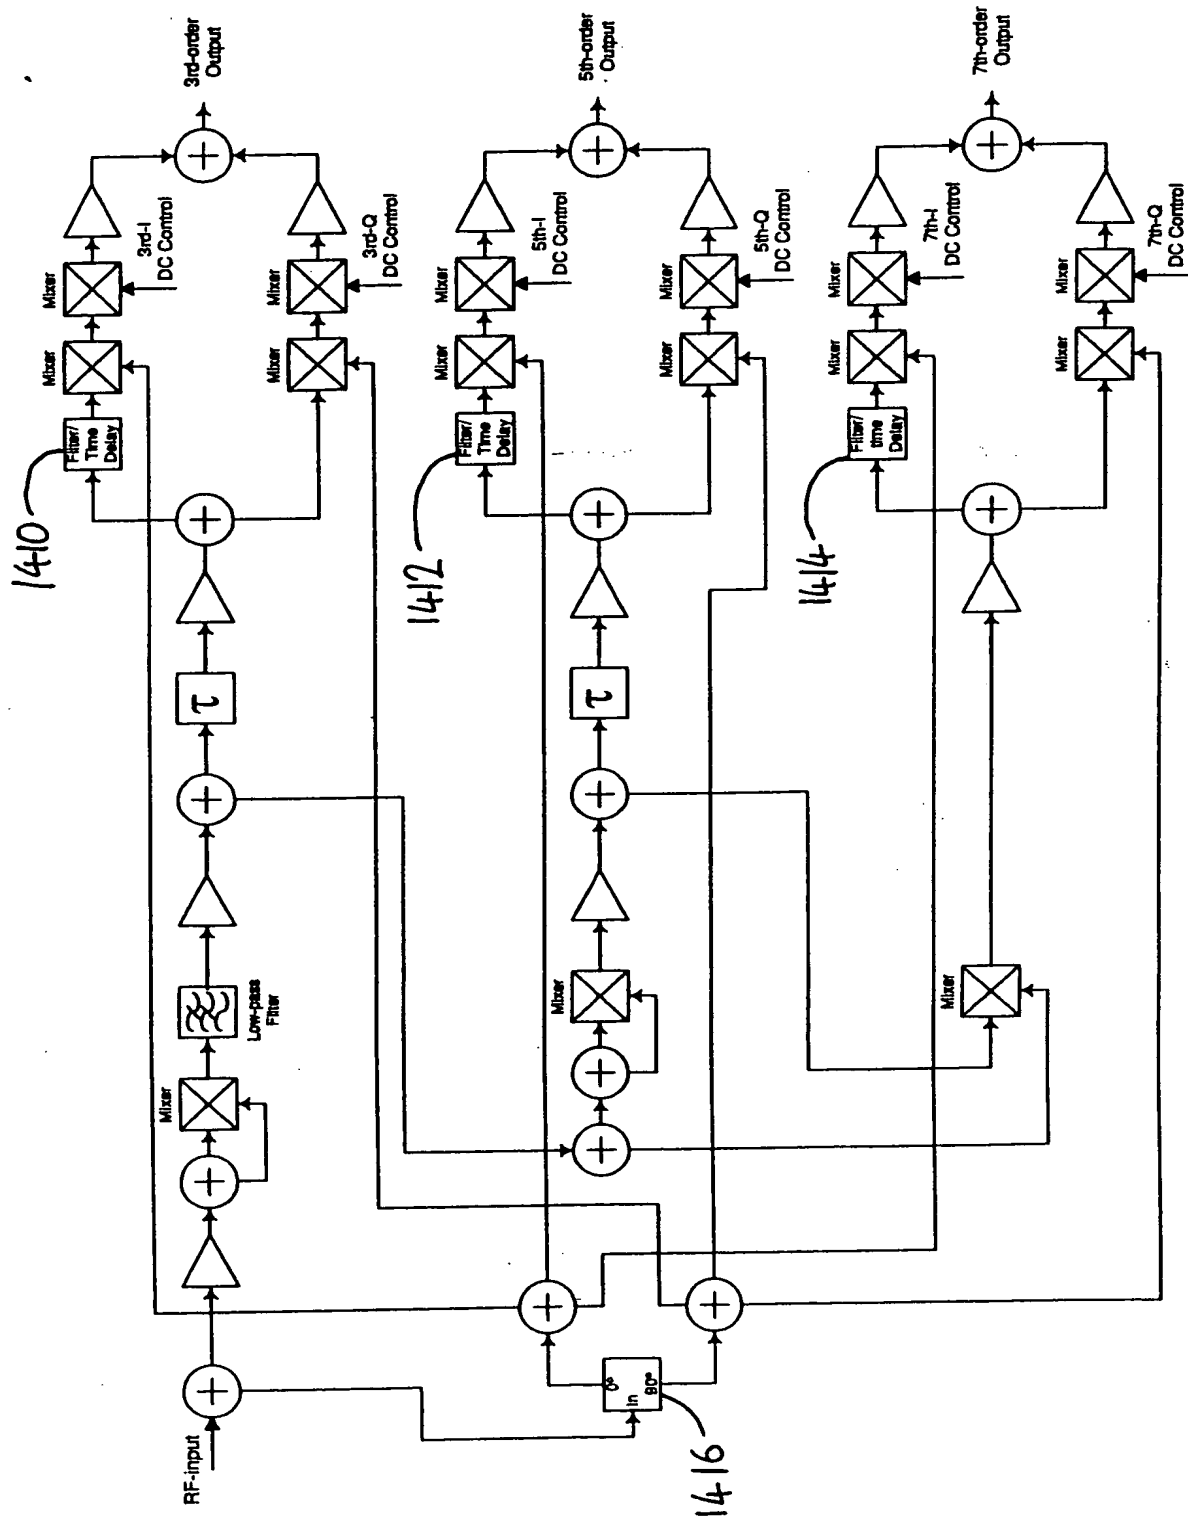 3rd-order
Output
5th-order
Output
7th-order
Output
3rd-I
DC Control
3rd-Q
DC Control
5th-I
DC Control
5th-Q
DC Control
7th-I
DC Control
7th-Q
DC Control
Mixer
Mixer
Mixer
Mixer
Mixer
Mixer
Mixer
Mixer
Mixer
Mixer
Mixer
Mixer
Filter/
Time
Delay
Filter/
Time
Delay
Filter/
time
Delay
1410
1412
1414
τ
τ
Low-pass
Filter
Mixer
Mixer
Mixer
0°
In
90°
RF-input
1416